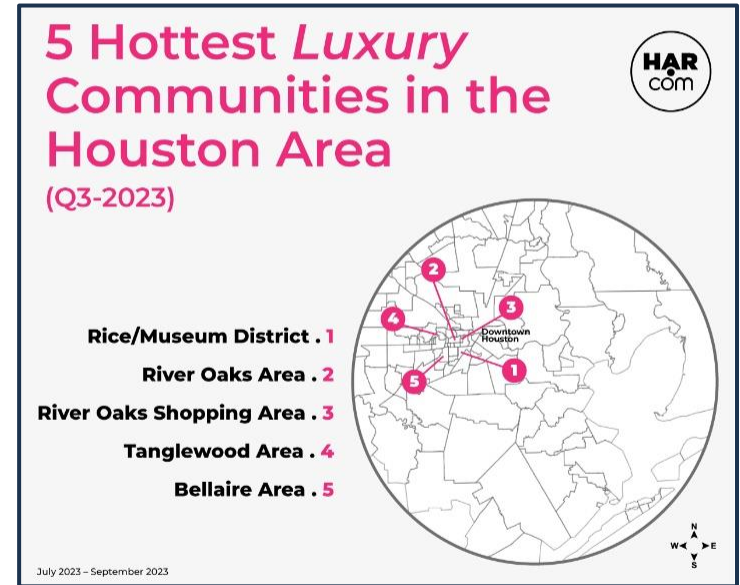 5 Hottest Luxury
Communities in the
Houston Area
(Q3-2023)
HAR
com
2
3
4
Downtown
Houston
1
5
Rice/Museum District . 1
River Oaks Area . 2
River Oaks Shopping Area . 3
Tanglewood Area . 4
Bellaire Area . 5
N
W E
S
July 2023 – September 2023